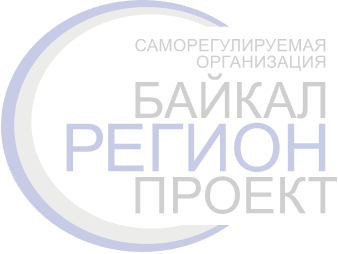 САМОРЕГУЛИРУЕМАЯ
ОРГАНИЗАЦИЯ
БАЙКАЛ
РЕГИОН
ПРОЕКТ